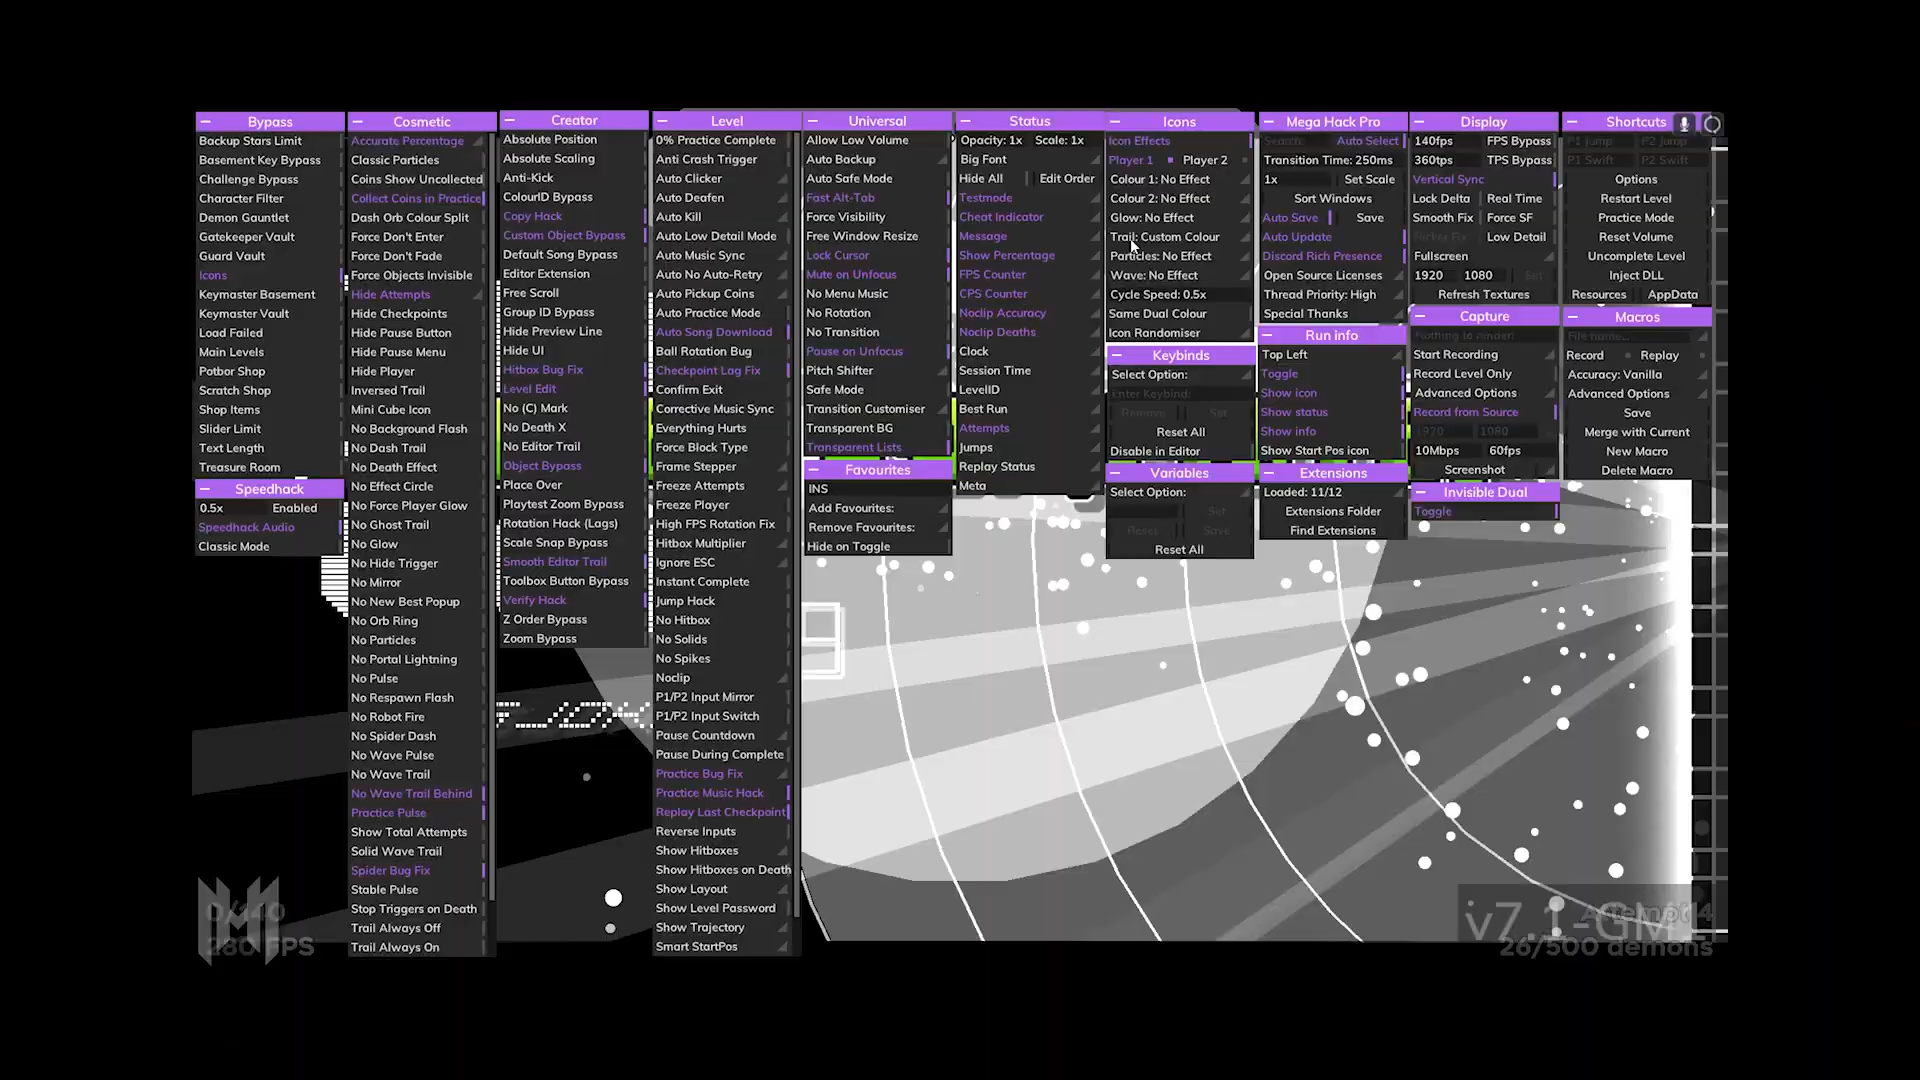 Bypass
Backup Stars Limit
Basement Key Bypass
Challenge Bypass
Character Filter
Demon Gauntlet
Gatekeeper Vault
Guard Vault
Icons
Keymaster Basement
Keymaster Vault
Load Failed
Main Levels
Potbor Shop
Scratch Shop
Shop Items
Slider Limit
Text Length
Treasure Room
Speedhack
0.5x Enabled
Speedhack Audio
Classic Mode
Cosmetic
Accurate Percentage
Classic Particles
Coins Show Uncollected
Collect Coins in Practice
Dash Orb Colour Split
Force Don't Enter
Force Don't Fade
Force Objects Invisible
Hide Attempts
Hide Checkpoints
Hide Pause Button
Hide Pause Menu
Hide Player
Inversed Trail
Mini Cube Icon
No Background Flash
No Dash Trail
No Death Effect
No Effect Circle
No Force Player Glow
No Ghost Trail
No Glow
No Hide Trigger
No Mirror
No New Best Popup
No Orb Ring
No Particles
No Portal Lightning
No Pulse
No Respawn Flash
No Robot Fire
No Spider Dash
No Wave Pulse
No Wave Trail
No Wave Trail Behind
Practice Pulse
Show Total Attempts
Solid Wave Trail
Spider Bug Fix
Stable Pulse
Stop Triggers on Death
Trail Always Off
Trail Always On
Creator
Absolute Position
Absolute Scaling
Anti-Kick
ColourID Bypass
Copy Hack
Custom Object Bypass
Default Song Bypass
Editor Extension
Free Scroll
Group ID Bypass
Hide Preview Line
Hide UI
Hitbox Bug Fix
Level Edit
No (C) Mark
No Death X
No Editor Trail
Object Bypass
Place Over
Playtest Zoom Bypass
Rotation Hack (Lags)
Scale Snap Bypass
Smooth Editor Trail
Toolbox Button Bypass
Verify Hack
Z Order Bypass
Zoom Bypass
Level
0% Practice Complete
Anti Crash Trigger
Auto Clicker
Auto Deafen
Auto Kill
Auto Low Detail Mode
Auto Music Sync
Auto No Auto-Retry
Auto Pickup Coins
Auto Practice Mode
Auto Song Download
Ball Rotation Bug
Checkpoint Lag Fix
Confirm Exit
Corrective Music Sync
Everything Hurts
Force Block Type
Frame Stepper
Freeze Attempts
Freeze Player
High FPS Rotation Fix
Hitbox Multiplier
Ignore ESC
Instant Complete
Jump Hack
No Hitbox
No Solids
No Spikes
Noclip
P1/P2 Input Mirror
P1/P2 Input Switch
Pause Countdown
Pause During Complete
Practice Bug Fix
Practice Music Hack
Replay Last Checkpoint
Reverse Inputs
Show Hitboxes
Show Hitboxes on Death
Show Layout
Show Level Password
Show Trajectory
Smart StartPos
Universal
Allow Low Volume
Auto Backup
Auto Safe Mode
Fast Alt-Tab
Force Visibility
Free Window Resize
Lock Cursor
Mute on Unfocus
No Menu Music
No Rotation
No Transition
Pause on Unfocus
Pitch Shifter
Safe Mode
Transition Customiser
Transparent BG
Transparent Lists
Favourites
INS
Add Favourites:
Remove Favourites:
Hide on Toggle
Status
Opacity: 1x Scale: 1x
Big Font
Hide All Edit Order
Testmode
Cheat Indicator
Message
Show Percentage
FPS Counter
CPS Counter
Noclip Accuracy
Noclip Deaths
Clock
Session Time
LevelID
Best Run
Attempts
Jumps
Replay Status
Meta
Icons
Icon Effects
Player 1 Player 2
Colour 1: No Effect
Colour 2: No Effect
Glow: No Effect
Trail: Custom Colour
Particles: No Effect
Wave: No Effect
Cycle Speed: 0.5x
Same Dual Colour
Icon Randomiser
Keybinds
Select Option:
Enter Keybind:
Remove Set
Reset All
Disable in Editor
Variables
Select Option:
Set
Reset Save
Reset All
Mega Hack Pro
Search: Auto Select
Transition Time: 250ms
1x Set Scale
Sort Windows
Auto Save Save
Auto Update
Discord Rich Presence
Open Source Licenses
Thread Priority: High
Special Thanks
Run info
Top Left
Toggle
Show icon
Show status
Show info
Show Start Pos icon
Extensions
Loaded: 11/12
Extensions Folder
Find Extensions
Display
140fps FPS Bypass
360tps TPS Bypass
Vertical Sync
Lock Delta Real Time
Smooth Fix Force SF
Low Detail
Fullscreen
1920 1080 Set
Refresh Textures
Capture
Nothing to render!
Start Recording
Record Level Only
Advanced Options
Record from Source
1920 1080
10Mbps 60fps
Screenshot
Invisible Dual
Toggle
Shortcuts
P1 Jump P2 Jump
P1 Swift P2 Swift
Options
Restart Level
Practice Mode
Reset Volume
Uncomplete Level
Inject DLL
Resources AppData
Macros
File name...
Record Replay
Accuracy: Vanilla
Advanced Options
Save
Merge with Current
New Macro
Delete Macro
0/140
280 FPS
v7.1-GM1
Attempt 4
26/500 demons